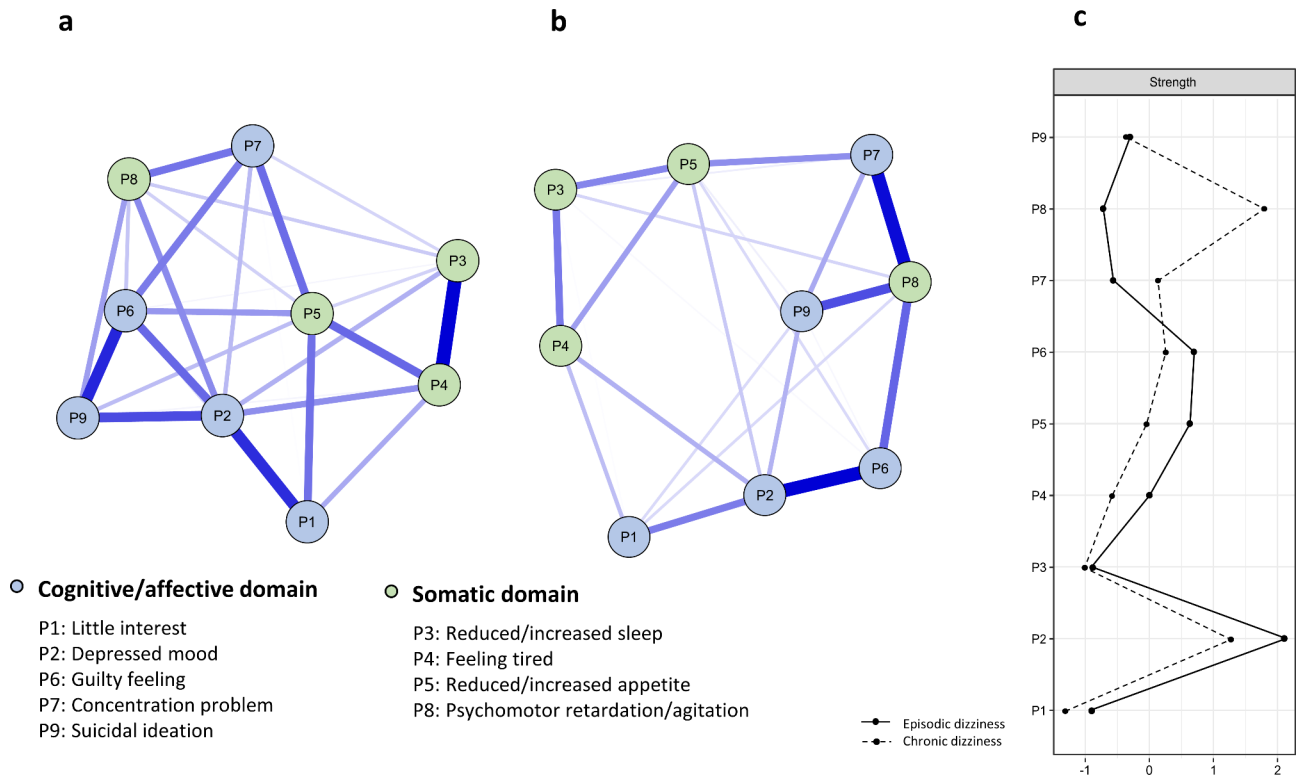 a
b
c
P7
P8
P3
P6
P5
P4
P9
P2
P1
P5
P7
P3
P8
P9
P4
P6
P2
P1
Strength
P9
P8
P7
P6
P5
P4
P3
P2
P1
-1
0
1
2
Cognitive/affective domain
P1: Little interest
P2: Depressed mood
P6: Guilty feeling
P7: Concentration problem
P9: Suicidal ideation
Somatic domain
P3: Reduced/increased sleep
P4: Feeling tired
P5: Reduced/increased appetite
P8: Psychomotor retardation/agitation
Episodic dizziness
Chronic dizziness